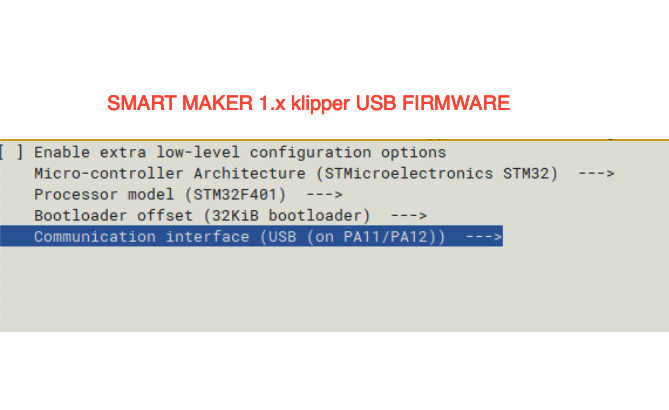 SMART MAKER 1.x klipper USB FIRMWARE
[ ] Enable extra low-level configuration options
Micro-controller Architecture (STMicroelectronics STM32) --->
Processor model (STM32F401) --->
Bootloader offset (32KiB bootloader) --->
Communication interface (USB (on PA11/PA12)) --->